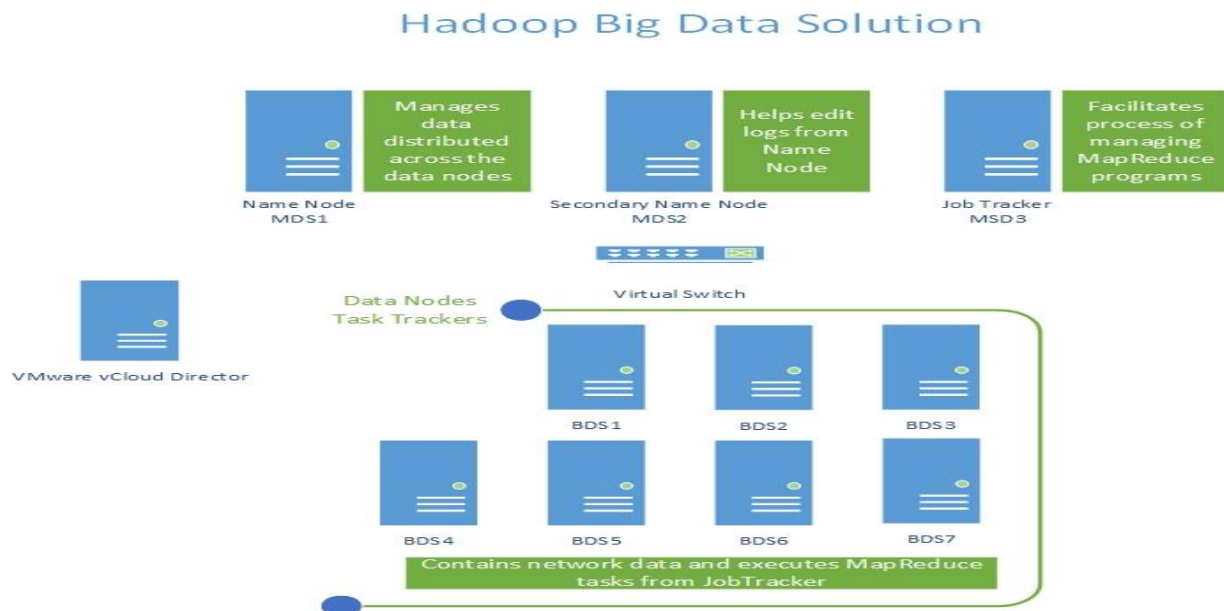 Hadoop Big Data Solution
Manages
data
distributed
across the
data nodes
Helps edit
logs from
Name
Node
Facilitates
process of
managing
MapReduce
programs
Name Node
MDS1
Secondary Name Node
MDS2
Job Tracker
MSD3
Virtual Switch
Data Nodes
Task Trackers
VMware vCloud Director
BDS1
BDS2
BDS3
BDS4
BDS5
BDS6
BDS7
Contains network data and executes MapReduce
tasks from JobTracker